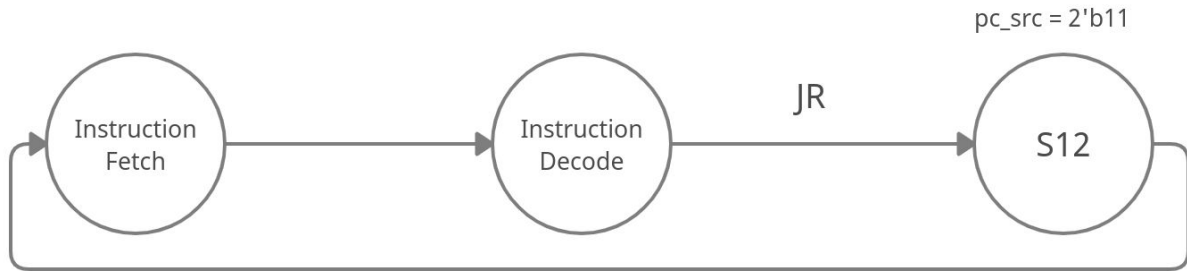 pc_src = 2'b11
Instruction
Fetch
Instruction
Decode
JR
S12